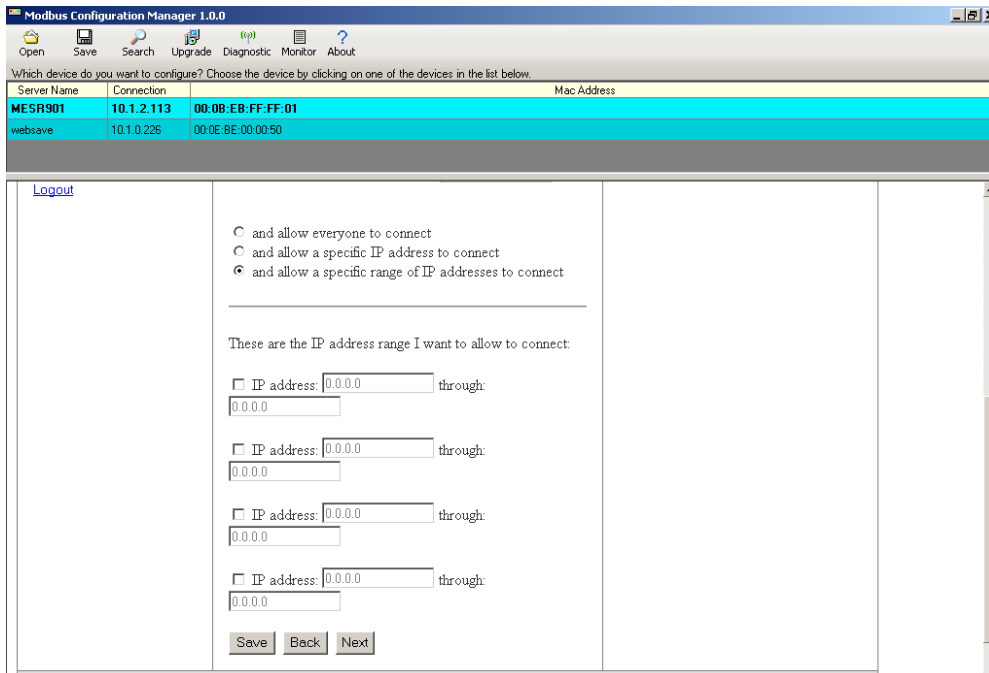 Modbus Configuration Manager 1.0.0
Open Save Search Upgrade Diagnostic Monitor About
Which device do you want to configure? Choose the device by clicking on one of the devices in the list below.
Server Name Connection Mac Address
MESR901 10.1.2.113 00:0B:EB:FF:FF:01
websave 10.1.0.226 00:0E:BE:00:00:50
Logout
and allow everyone to connect
and allow a specific IP address to connect
and allow a specific range of IP addresses to connect
These are the IP address range I want to allow to connect:
IP address: 0.0.0.0 through:
0.0.0.0
IP address: 0.0.0.0 through:
0.0.0.0
IP address: 0.0.0.0 through:
0.0.0.0
IP address: 0.0.0.0 through:
0.0.0.0
Save Back Next